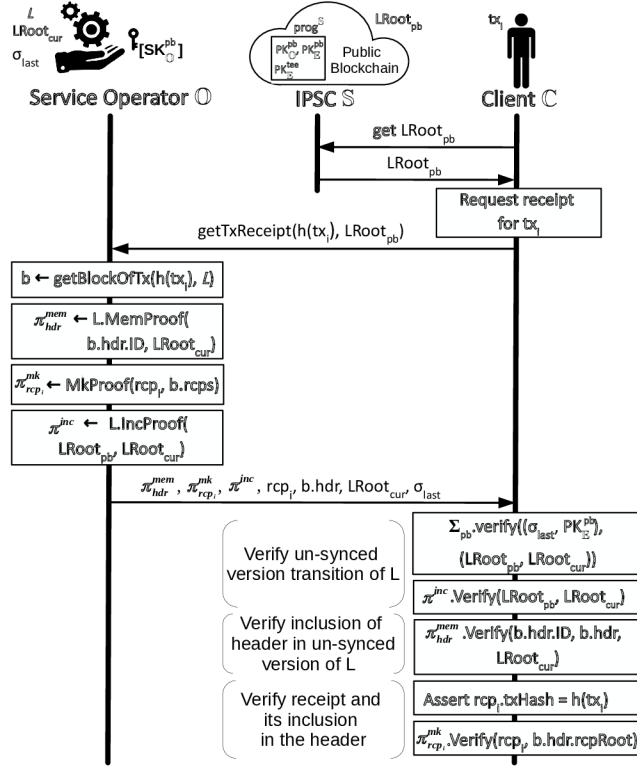 L
LRoot_cur
σ_last
[SK_𝕆^pb]
prog^𝕊
PK_𝕆^pb, PK_𝔼^pb
PK_𝔼^tee
Public
Blockchain
LRoot_pb
tx_i
Service Operator 𝕆
IPSC 𝕊
Client ℂ
get LRoot_pb
LRoot_pb
Request receipt
for tx_i
getTxReceipt(h(tx_i), LRoot_pb)
b ← getBlockOfTx(h(tx_i), L)
π_hdr^mem ← L.MemProof(
b.hdr.ID, LRoot_cur)
π_rcp_i^mk ← MkProof(rcp_i, b.rcps)
π^inc ← L.IncProof(
LRoot_pb, LRoot_cur)
π_hdr^mem, π_rcp_i^mk, π^inc, rcp_i, b.hdr, LRoot_cur, σ_last
Verify un-synced
version transition of L
Σ_pb.verify((σ_last, PK_𝔼^pb),
(LRoot_pb, LRoot_cur))
π^inc.Verify(LRoot_pb, LRoot_cur)
Verify inclusion of
header in un-synced
version of L
π_hdr^mem.Verify(b.hdr.ID, b.hdr,
LRoot_cur)
Verify receipt and
its inclusion
in the header
Assert rcp_i.txHash = h(tx_i)
π_rcp_i^mk.Verify(rcp_i, b.hdr.rcpRoot)